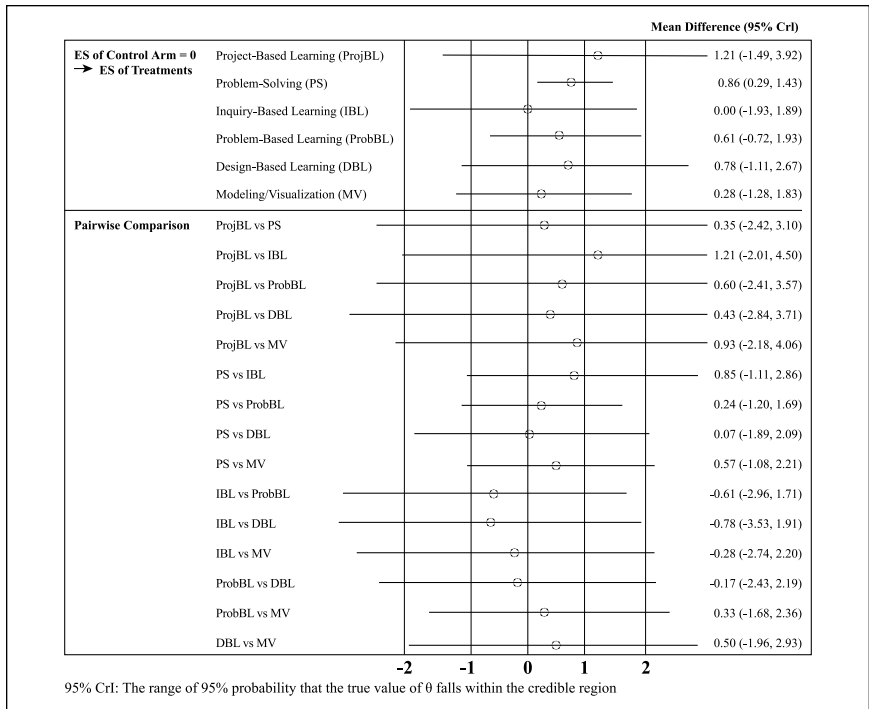 Mean Difference (95% CrI)
ES of Control Arm = 0 Project-Based Learning (ProjBL) 1.21 (-1.49, 3.92)
→ ES of Treatments
Problem-Solving (PS) 0.86 (0.29, 1.43)
Inquiry-Based Learning (IBL) 0.00 (-1.93, 1.89)
Problem-Based Learning (ProbBL) 0.61 (-0.72, 1.93)
Design-Based Learning (DBL) 0.78 (-1.11, 2.67)
Modeling/Visualization (MV) 0.28 (-1.28, 1.83)
Pairwise Comparison ProjBL vs PS 0.35 (-2.42, 3.10)
ProjBL vs IBL 1.21 (-2.01, 4.50)
ProjBL vs ProbBL 0.60 (-2.41, 3.57)
ProjBL vs DBL 0.43 (-2.84, 3.71)
ProjBL vs MV 0.93 (-2.18, 4.06)
PS vs IBL 0.85 (-1.11, 2.86)
PS vs ProbBL 0.24 (-1.20, 1.69)
PS vs DBL 0.07 (-1.89, 2.09)
PS vs MV 0.57 (-1.08, 2.21)
IBL vs ProbBL -0.61 (-2.96, 1.71)
IBL vs DBL -0.78 (-3.53, 1.91)
IBL vs MV -0.28 (-2.74, 2.20)
ProbBL vs DBL -0.17 (-2.43, 2.19)
ProbBL vs MV 0.33 (-1.68, 2.36)
DBL vs MV 0.50 (-1.96, 2.93)
-2 -1 0 1 2
95% CrI: The range of 95% probability that the true value of θ falls within the credible region